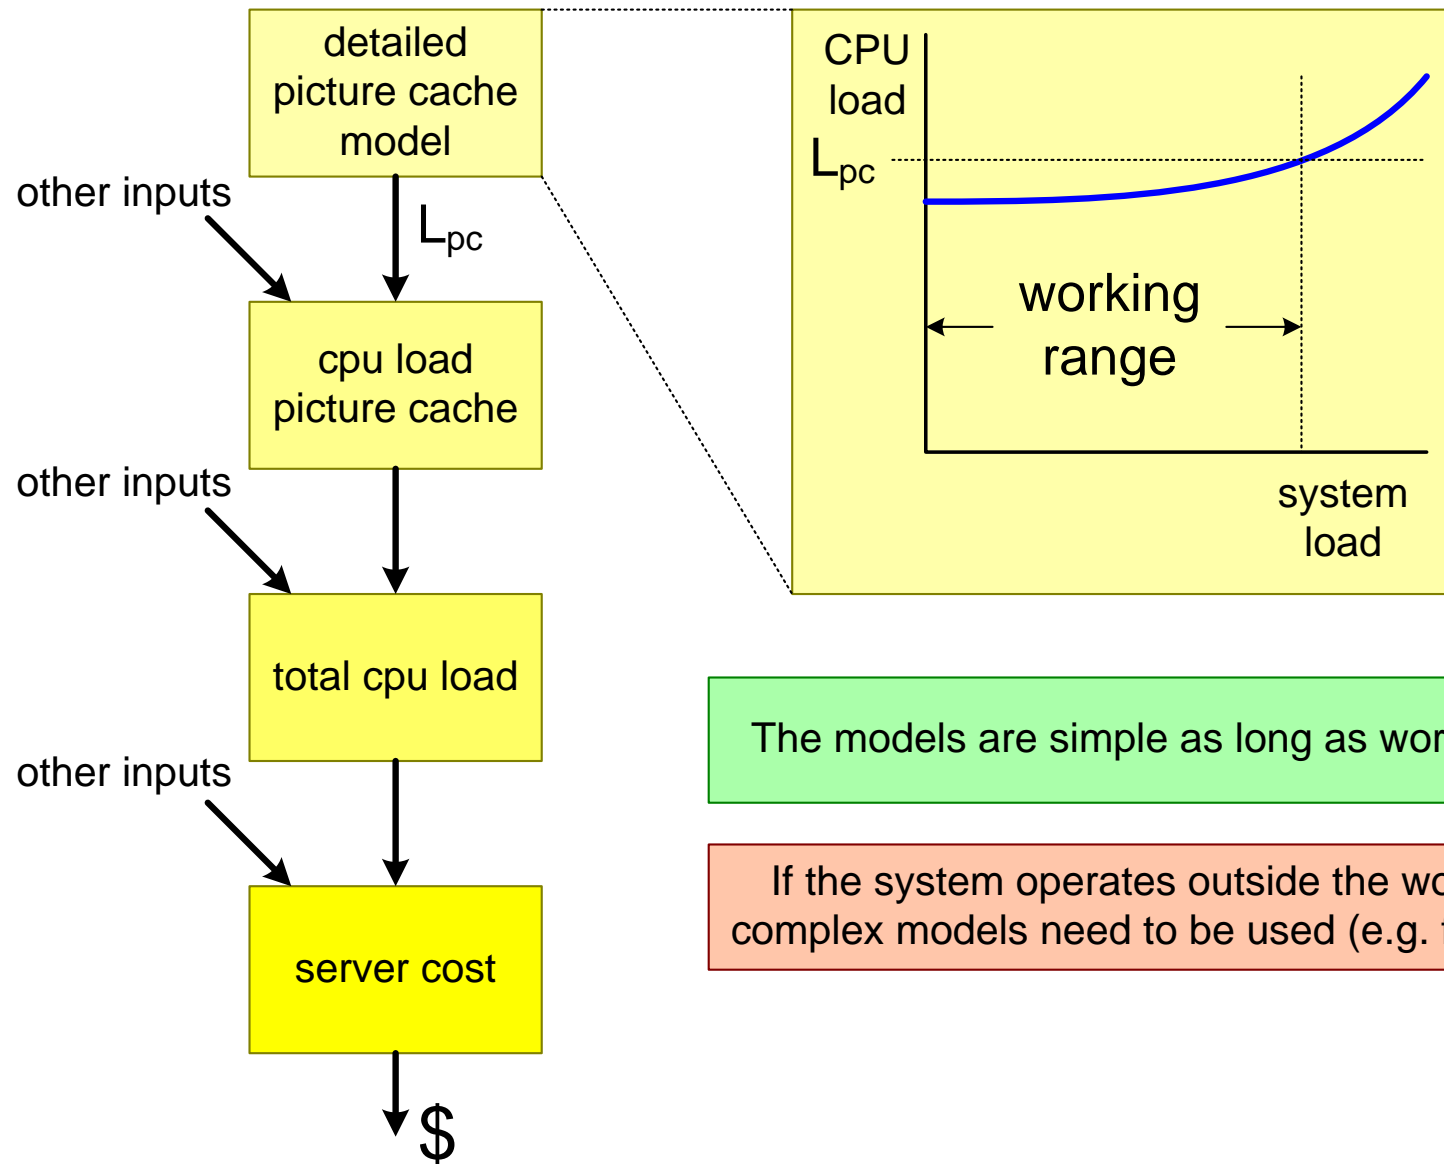 detailed
picture cache
model
other inputs
Lpc
cpu load
picture cache
other inputs
total cpu load
other inputs
server cost
$
CPU
load
Lpc
working
range
system
load
The models are simple as long as
If the system operates outside the
complex models need to be used (e.g.